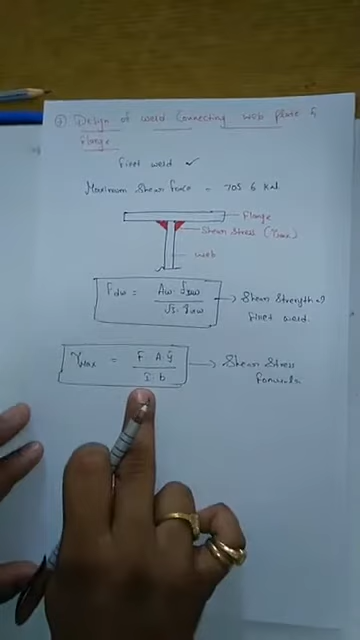 Design of weld Connecting web plate &
Flange
fillet weld ✓
Maximum Shear force = 705.6 kN
Flange
Shear Stress (τmax)
web
Fdw = Aw · fyw / √3 · γmw → Shear Strength of
fillet weld.
τmax = F · A · ȳ / I · b → Shear Stress
formula